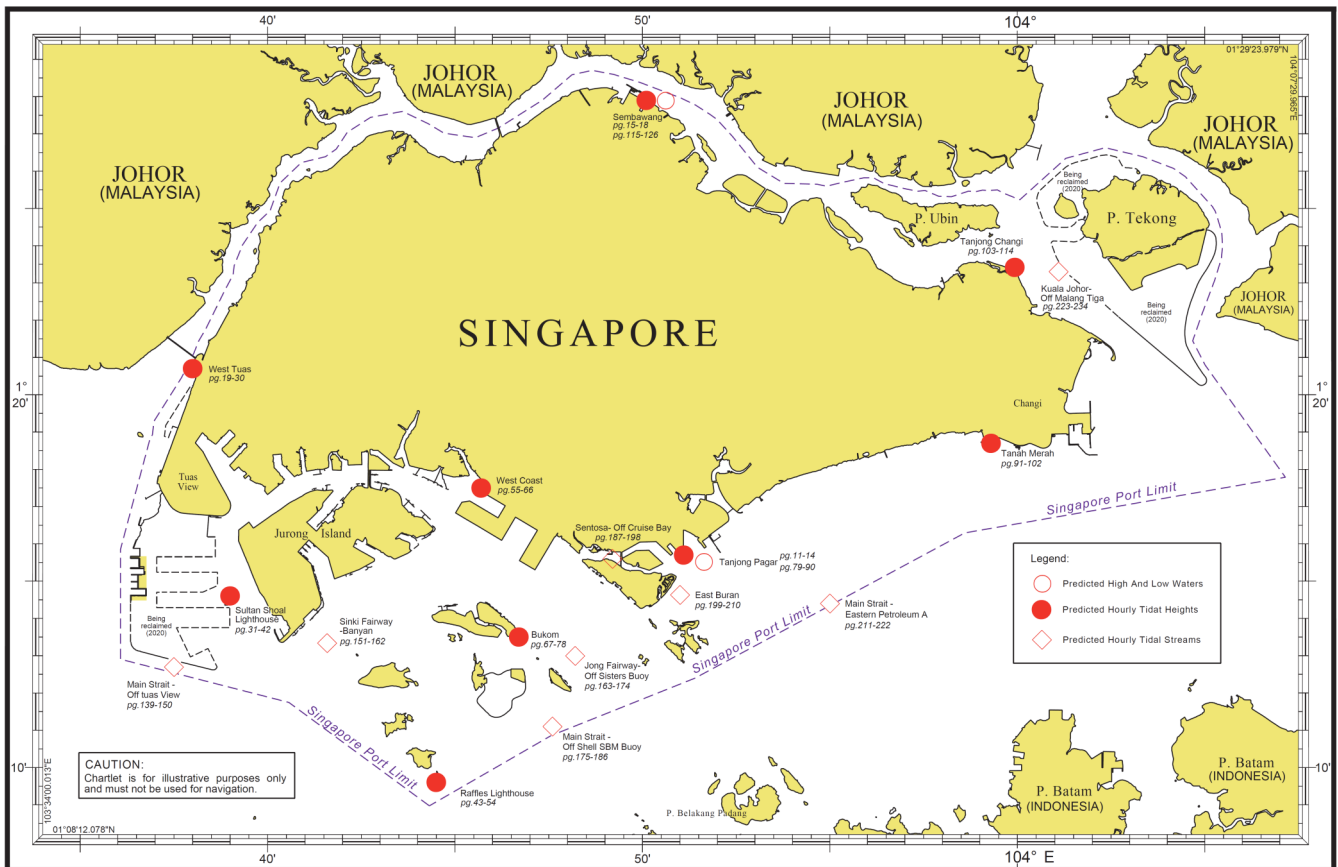 40'
50'
104°
01°29'23.979"N
104°07'29.965"E
JOHOR
(MALAYSIA)
JOHOR
(MALAYSIA)
JOHOR
(MALAYSIA)
JOHOR
(MALAYSIA)
Sembawang
pg.15-18
pg.115-126
Being
reclaimed
(2020)
P. Ubin
P. Tekong
Tanjong Changi
pg.103-114
Kuala Johor-
Off Malang Tiga
pg.223-234
Being
reclaimed
(2020)
JOHOR
(MALAYSIA)
SINGAPORE
West Tuas
pg.19-30
1°
20'
1°
20'
Changi
Tanah Merah
pg.91-102
Tuas
View
West Coast
pg.55-66
Singapore Port Limit
Jurong Island
Sentosa- Off Cruise Bay
pg.187-198
Tanjong Pagar
pg.11-14
pg.79-90
East Buran
pg.199-210
Main Strait -
Eastern Petroleum A
pg.211-222
Legend:
Predicted High And Low Waters
Predicted Hourly Tidal Heights
Predicted Hourly Tidal Streams
Sultan Shoal
Lighthouse
pg.31-42
Being
reclaimed
(2020)
Sinki Fairway
-Banyan
pg.151-162
Bukom
pg.67-78
Jong Fairway-
Off Sisters Buoy
pg.163-174
Singapore Port Limit
Main Strait -
Off tuas View
pg.139-150
Singapore Port Limit
Main Strait -
Off Shell SBM Buoy
pg.175-186
CAUTION:
Chartlet is for illustrative purposes only
and must not be used for navigation.
Raffles Lighthouse
pg.43-54
P. Belakang Padang
P. Batam
(INDONESIA)
P. Batam
(INDONESIA)
10'
10'
103°34'00.013"E
01°08'12.078"N
40'
50'
104° E